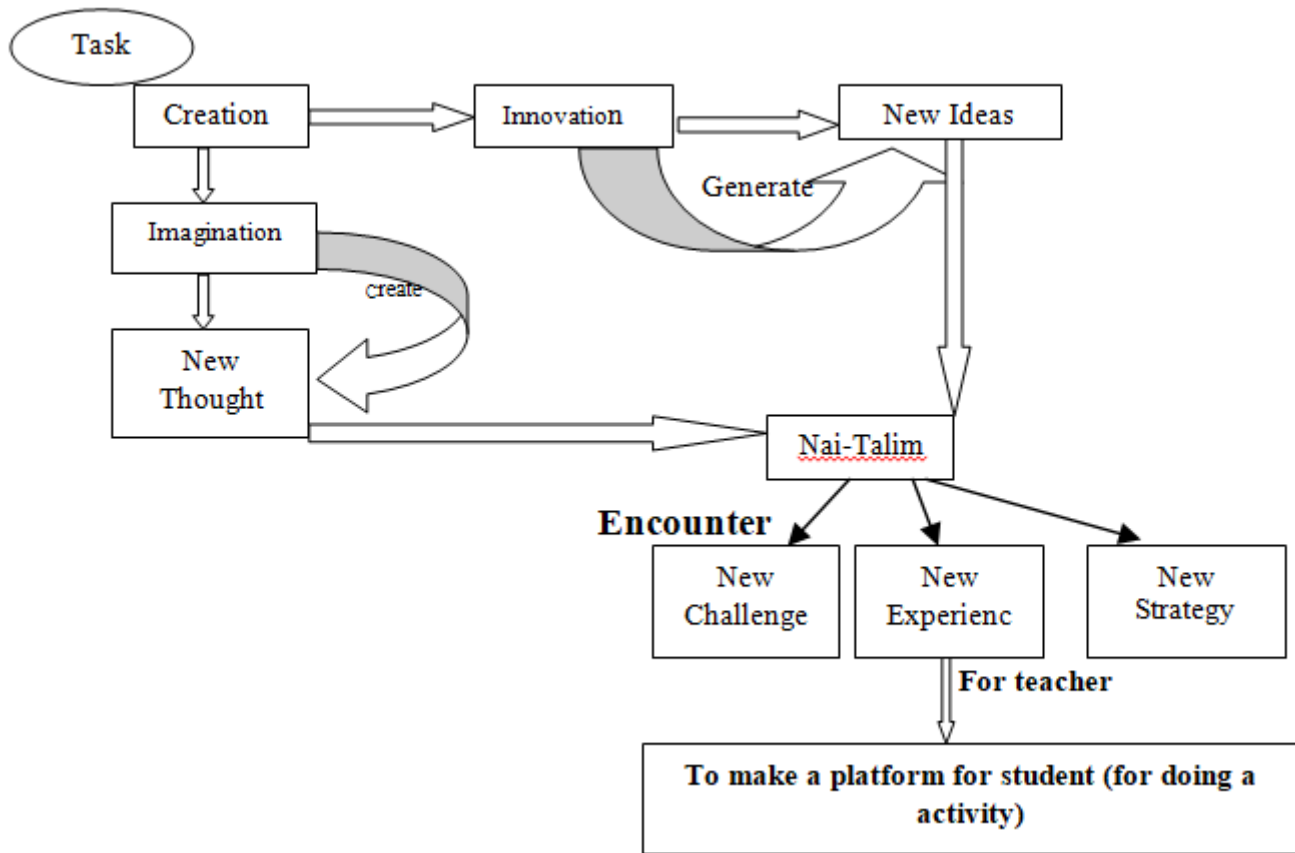 Task
Creation
Innovation
New Ideas
Generate
Imagination
Create
New
Thought
Nai-Talim
Encounter
New
Challenge
New
Experienc
New
Strategy
For teacher
To make a platform for student (for doing a
activity)